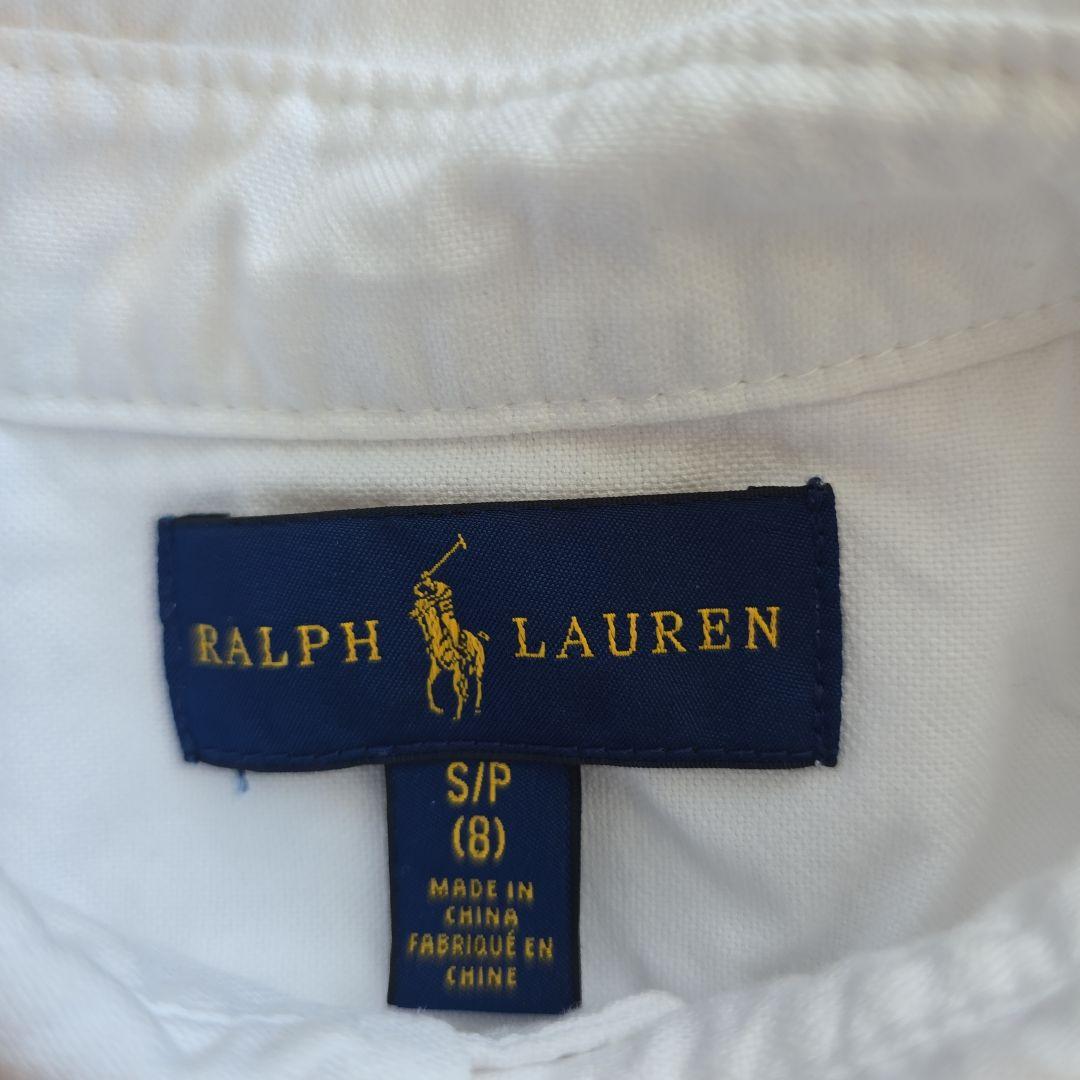 RALPH LAUREN
S/P
(8)
MADE IN
CHINA
FABRIQUÉ EN
CHINE